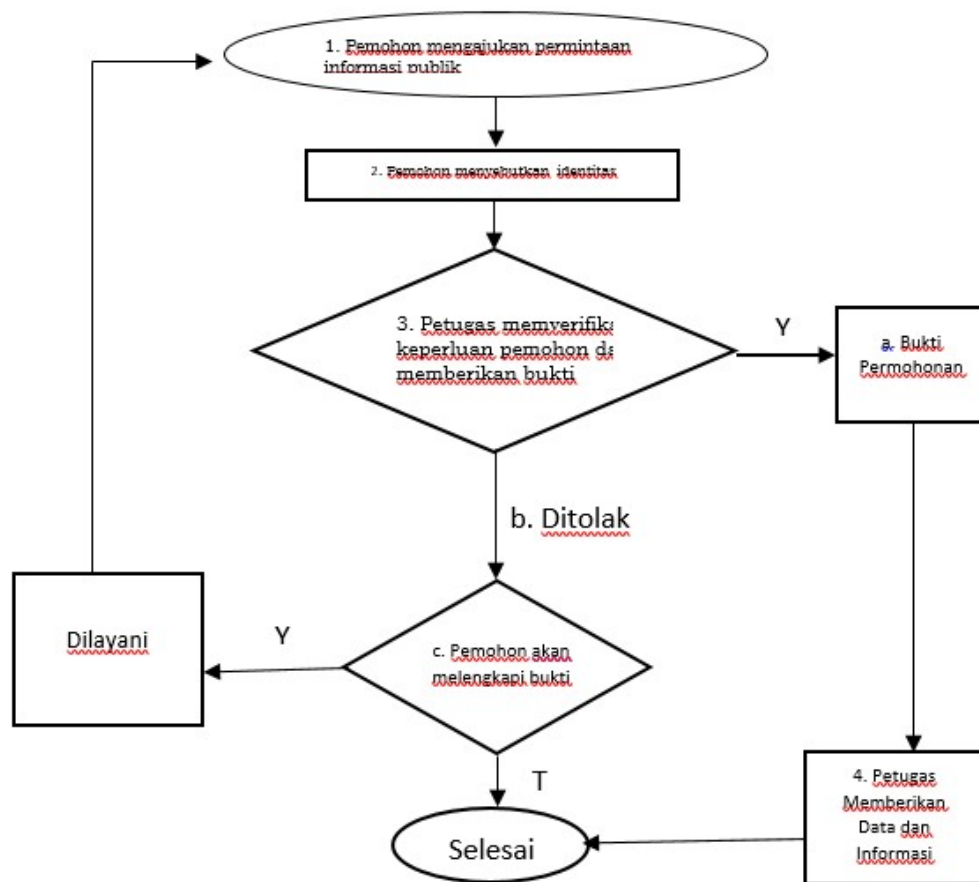 1. Pemohon mengajukan permintaan
informasi publik
2. Pemohon menyebutkan identitas
3. Petugas memverifika
keperluan pemohon da
memberikan bukti
Y
a. Bukti
Permohonan
b. Ditolak
Dilayani
Y
c. Pemohon akan
melengkapi bukti
T
4. Petugas
Memberikan
Data dan
Informasi
Selesai